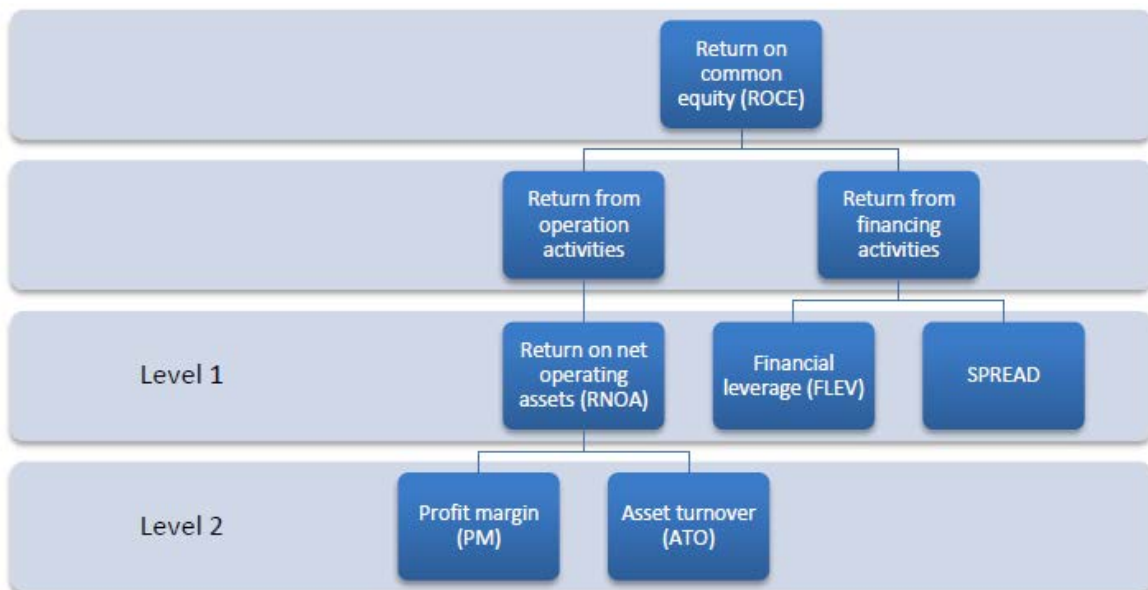 Return on
common
equity (ROCE)
Return from
operation
activities
Return from
financing
activities
Level 1
Return on net
operating
assets (RNOA)
Financial
leverage (FLEV)
SPREAD
Level 2
Profit margin
(PM)
Asset turnover
(ATO)